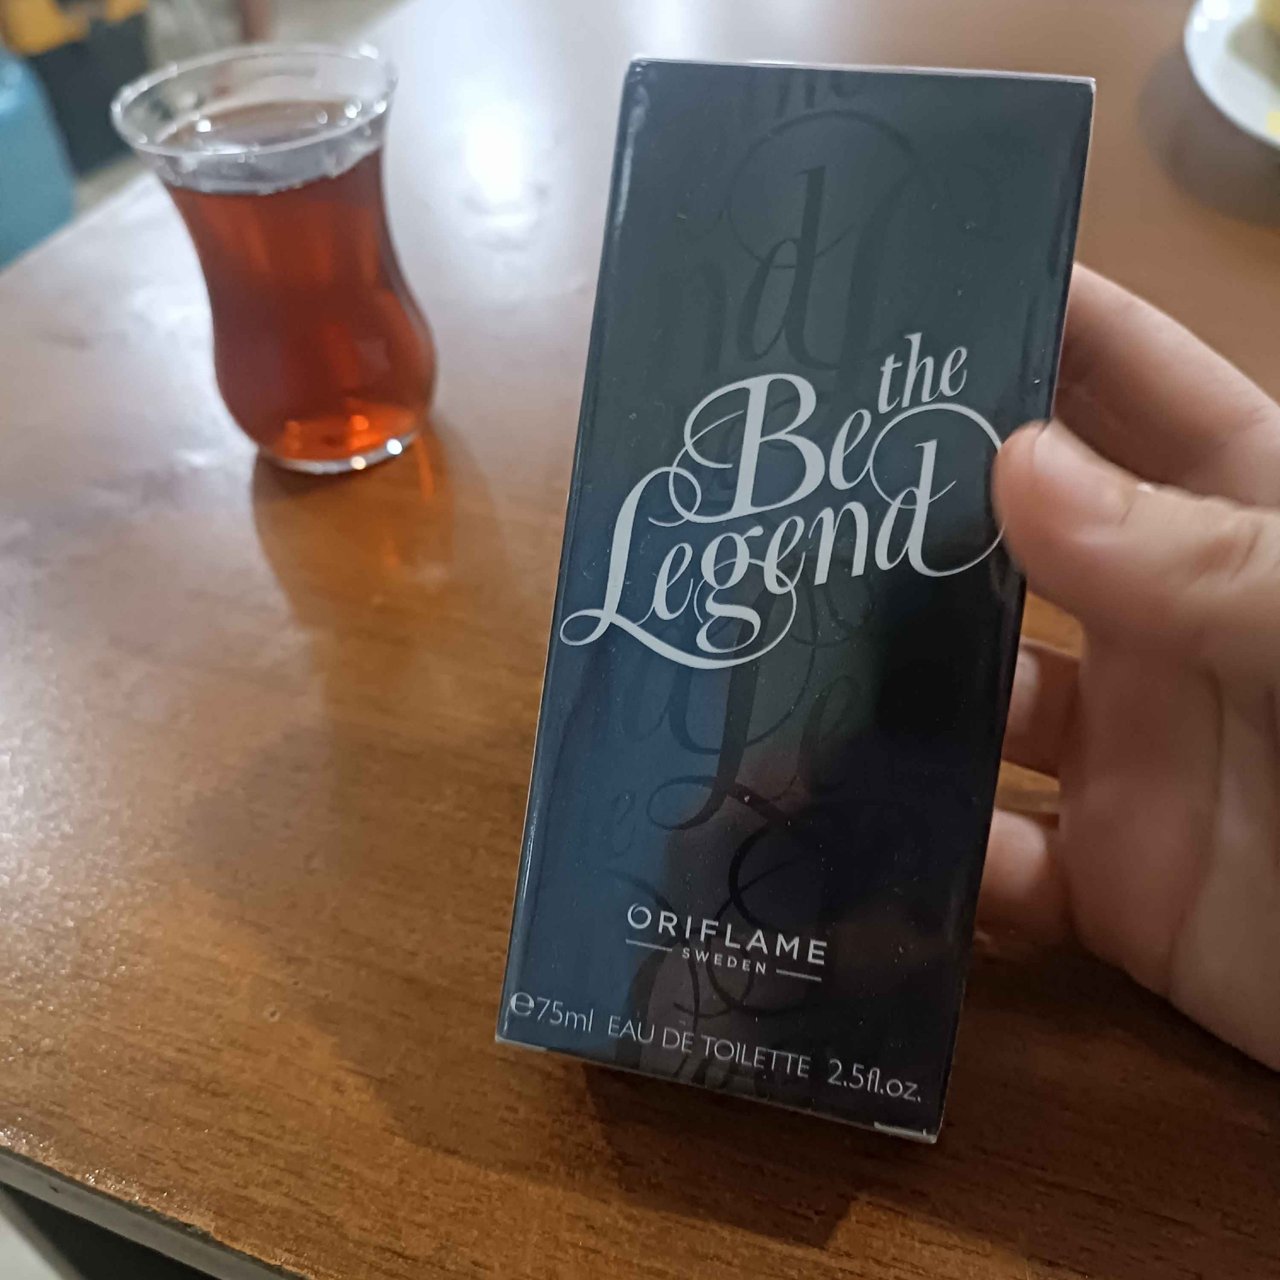 Be the
Legend
ORIFLAME
SWEDEN
℮75ml EAU DE TOILETTE 2.5fl.oz.